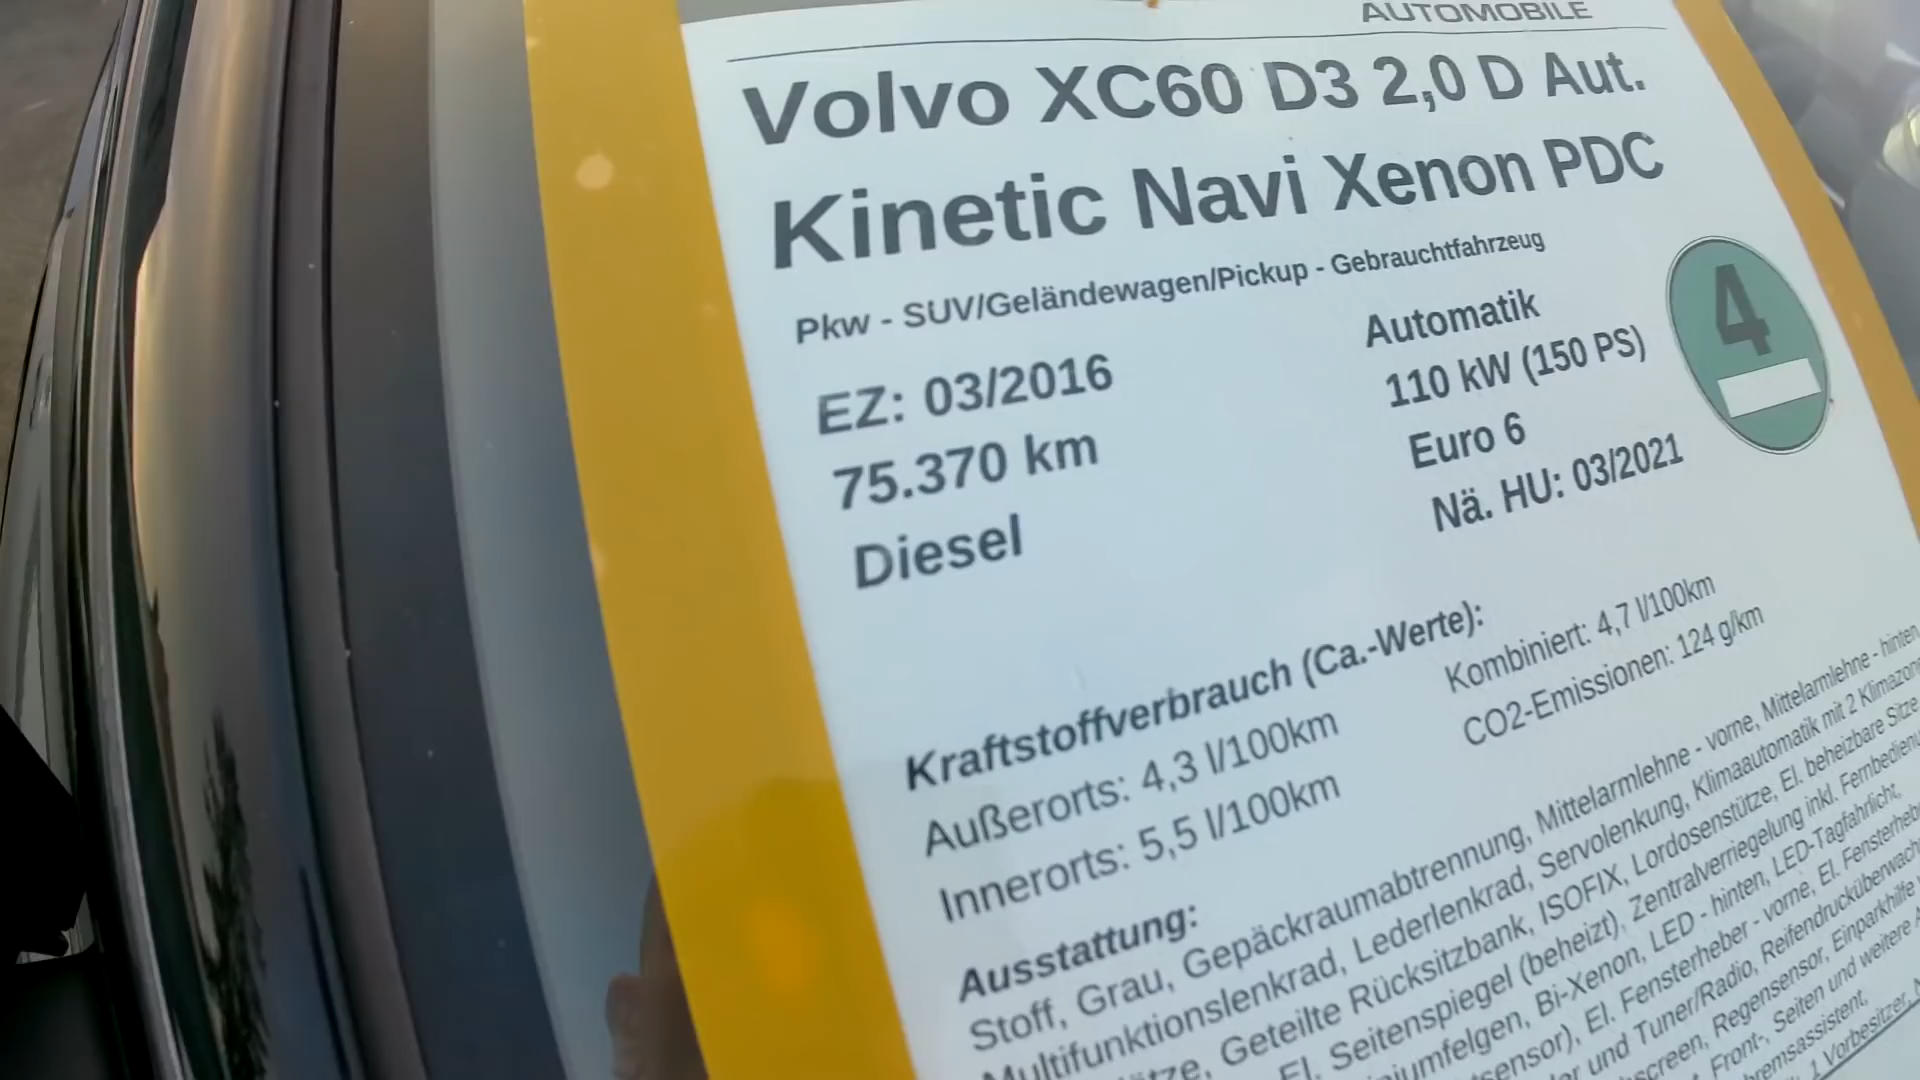 AUTOMOBILE
Volvo XC60 D3 2,0 D Aut.
Kinetic Navi Xenon PDC
Pkw - SUV/Geländewagen/Pickup - Gebrauchtfahrzeug
EZ: 03/2016
75.370 km
Diesel
Automatik
110 kW (150 PS)
Euro 6
Nä. HU: 03/2021
4
Kraftstoffverbrauch (Ca.-Werte):
Außerorts: 4,3 l/100km
Innerorts: 5,5 l/100km
Kombiniert: 4,7 l/100km
CO2-Emissionen: 124 g/km
Ausstattung:
Stoff, Grau, Gepäckraumabtrennung, Mittelarmlehne - vorne, Mittelarmlehne - hinten
Multifunktionslenkrad, Lederlenkrad, Servolenkung, Klimaautomatik mit 2
Geteilte Rücksitzbank, ISOFIX, Lordosenstütze, El. beheizbare Sitze
El. Seitenspiegel (beheizt), Zentralverriegelung inkl.
Bi-Xenon, LED - hinten, LED-Tagfahrlicht,
El. Fensterheber - vorne, El.
und Tuner/Radio,
Regensensor, Einparkhilfe
Front-, Seiten und weitere
1 Vorbesitzer,